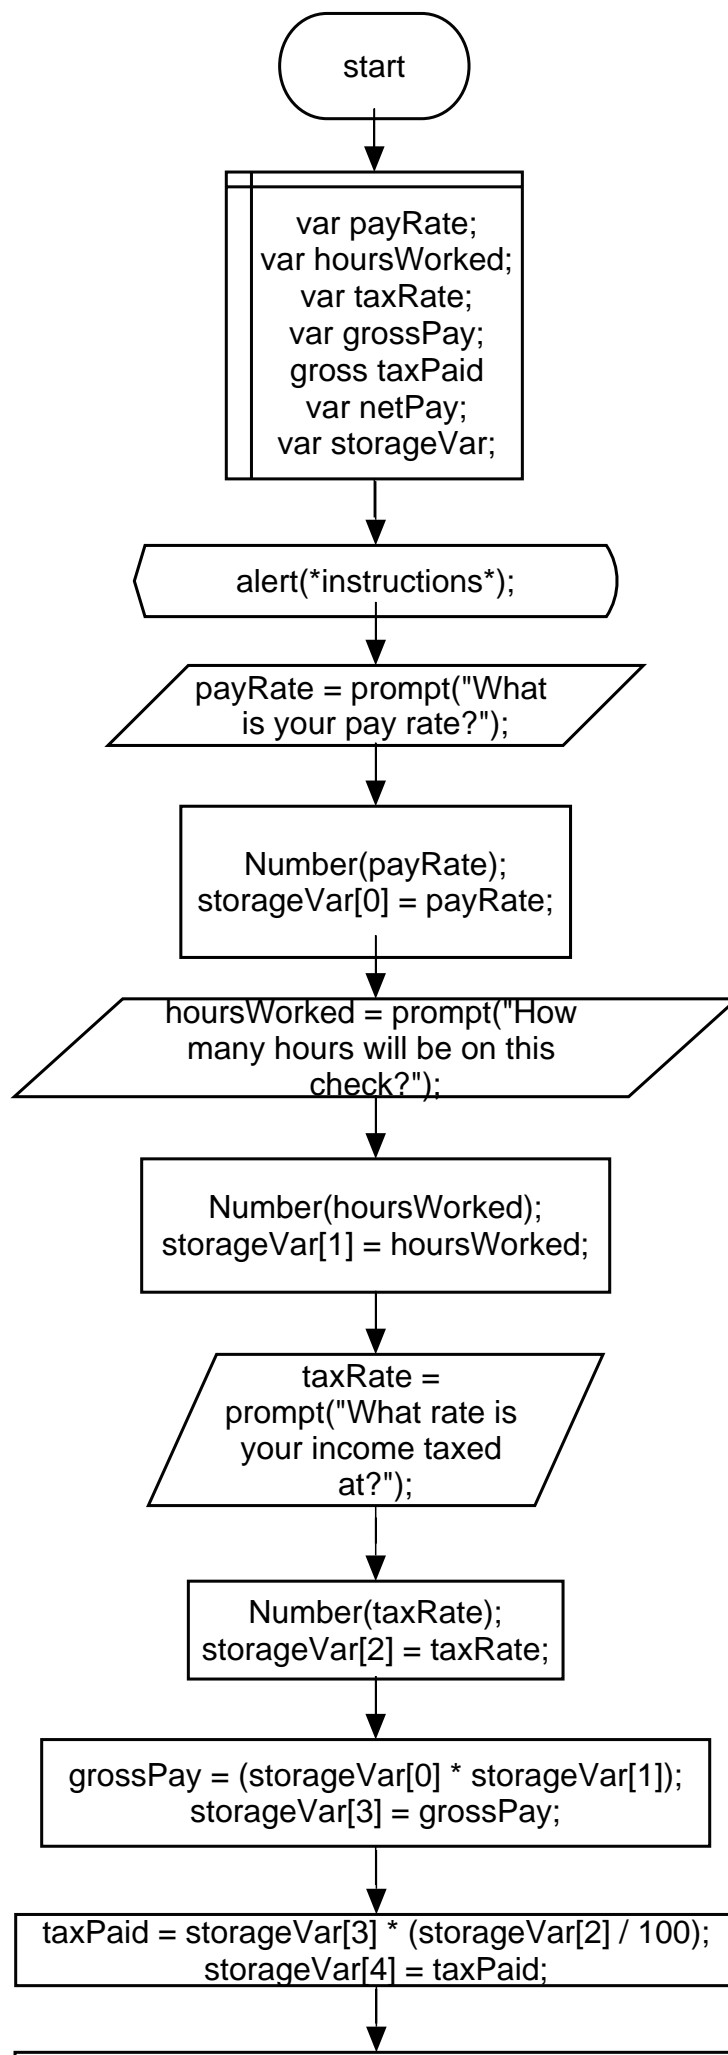 start
var payRate;
var hoursWorked;
var taxRate;
var grossPay;
gross taxPaid
var netPay;
var storageVar;
alert(*instructions*);
payRate = prompt("What
is your pay rate?");
Number(payRate);
storageVar[0] = payRate;
hoursWorked = prompt("How
many hours will be on this
check?");
Number(hoursWorked);
storageVar[1] = hoursWorked;
taxRate =
prompt("What rate is
your income taxed
at?");
Number(taxRate);
storageVar[2] = taxRate;
grossPay = (storageVar[0] * storageVar[1]);
storageVar[3] = grossPay;
taxPaid = storageVar[3] * (storageVar[2] / 100);
storageVar[4] = taxPaid;